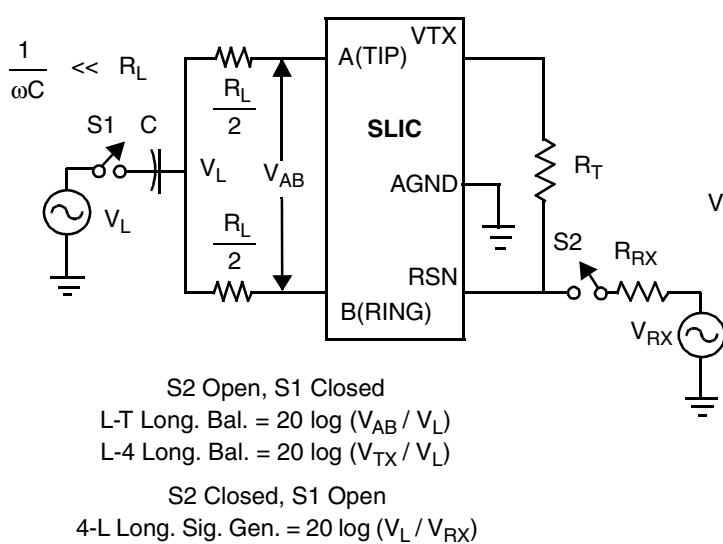 1
ωC
<< R_L
R_L
2
A(TIP)
VTX
SLIC
S1
C
V_L
V_L
V_AB
AGND
R_T
V
R_L
2
S2
R_RX
RSN
B(RING)
V_RX
S2 Open, S1 Closed
L-T Long. Bal. = 20 log (V_AB / V_L)
L-4 Long. Bal. = 20 log (V_TX / V_L)
S2 Closed, S1 Open
4-L Long. Sig. Gen. = 20 log (V_L / V_RX)